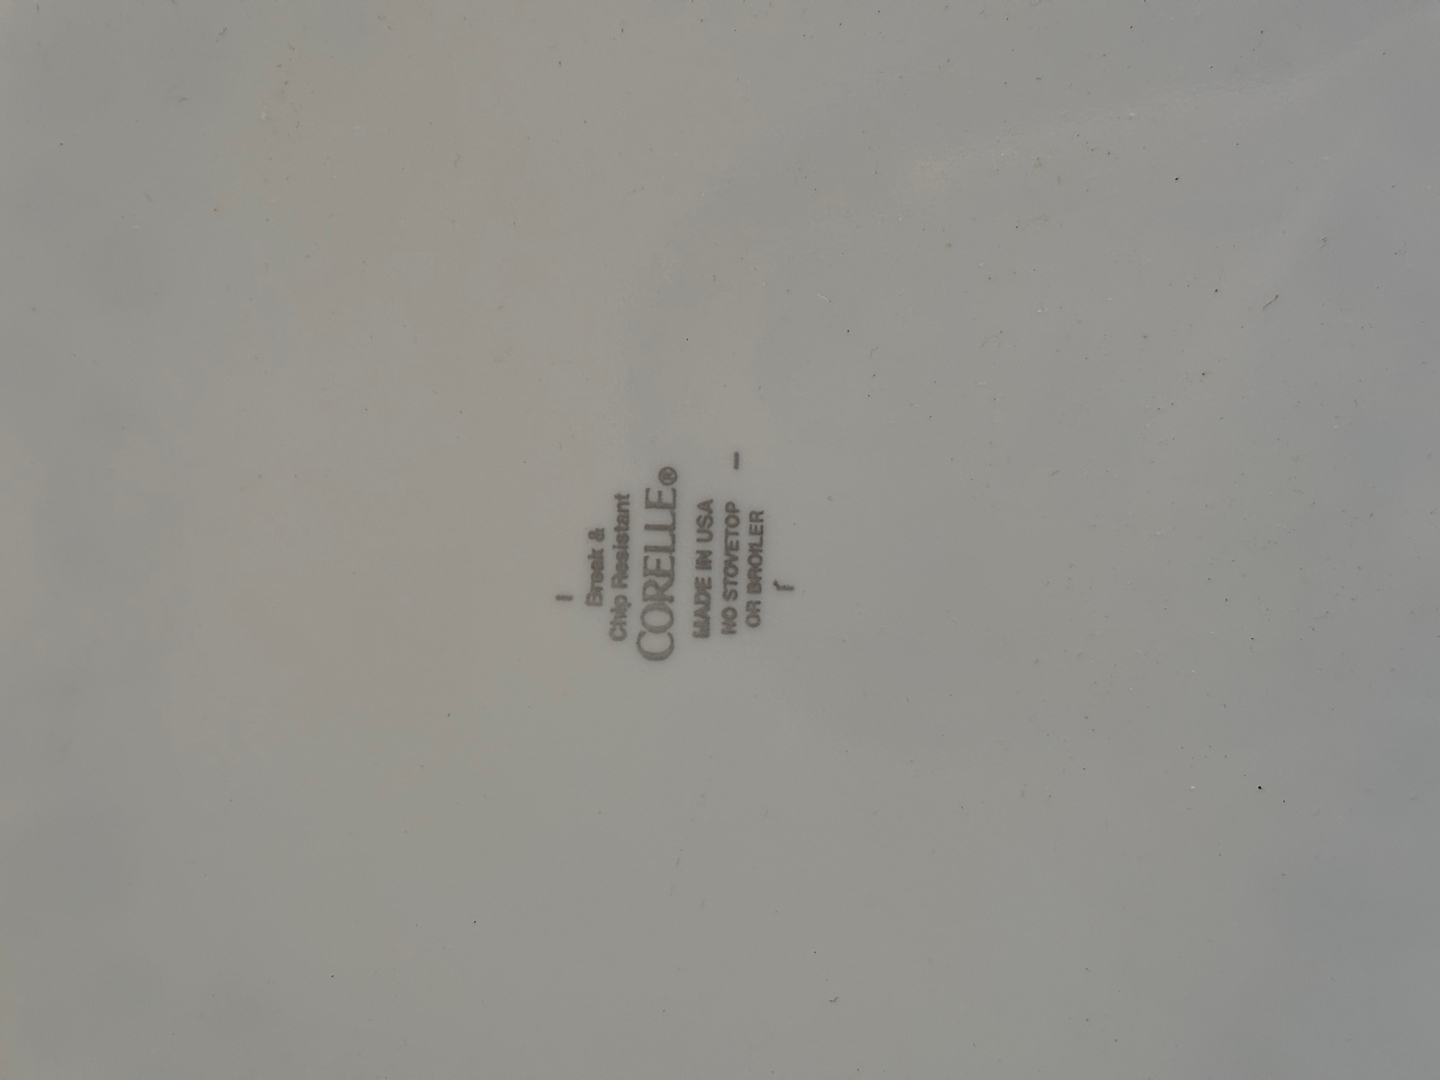 Break &
Chip Resistant
CORELLE®
MADE IN USA
NO STOVETOP
OR BROILER